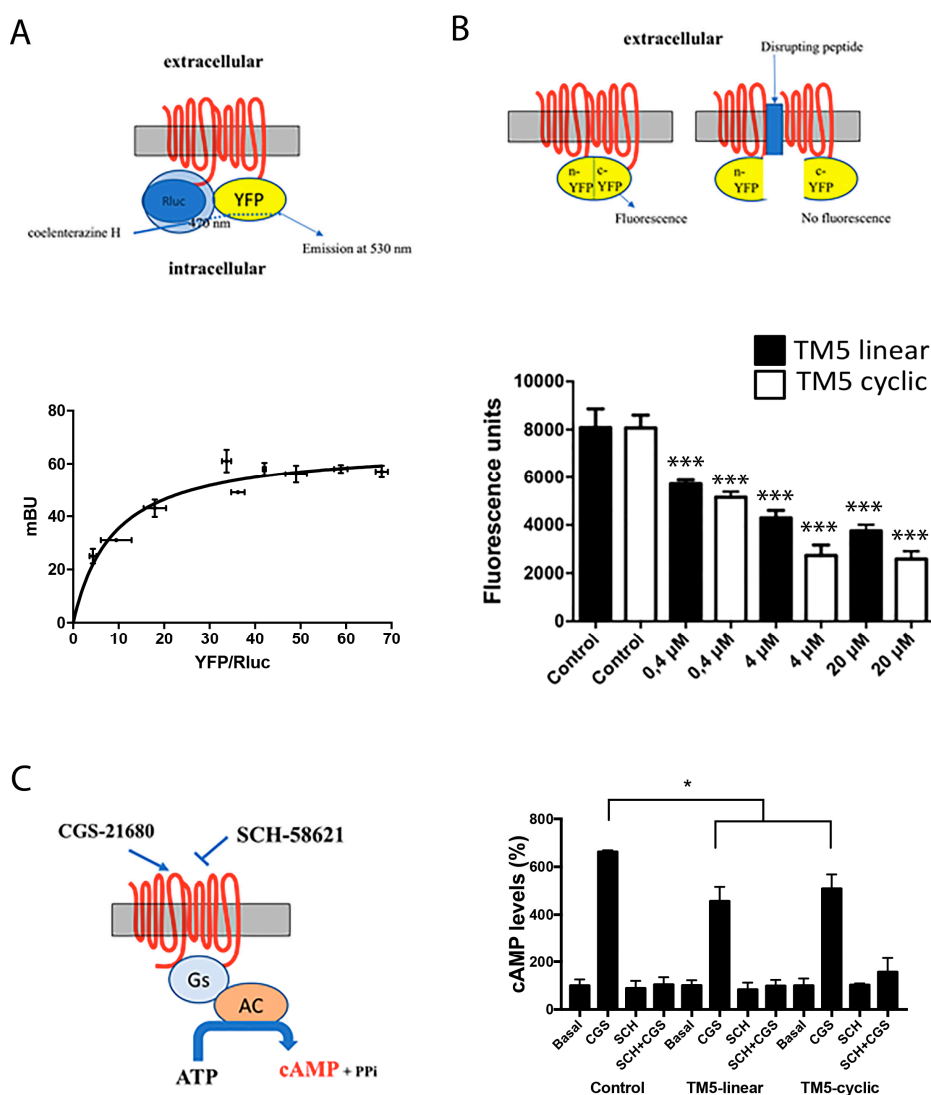 A
extracellular
Rluc
YFP
470 nm
coelenterazine H
Emission at 530 nm
intracellular
80
60
40
20
0
mBU
0 10 20 30 40 50 60 70
YFP/Rluc
B
extracellular
Disrupting peptide
n-
YFP
c-
YFP
n-
YFP
c-
YFP
Fluorescence
No fluorescence
TM5 linear
TM5 cyclic
10000
8000
6000
4000
2000
0
Fluorescence units
*** *** *** *** *** ***
Control Control 0,4 µM 0,4 µM 4 µM 4 µM 20 µM 20 µM
C
CGS-21680
SCH-58621
Gs
AC
ATP
cAMP + PPi
*
800
600
400
200
0
cAMP levels (%)
Basal CGS SCH SCH+CGS Basal CGS SCH SCH+CGS Basal CGS SCH SCH+CGS
Control TM5-linear TM5-cyclic